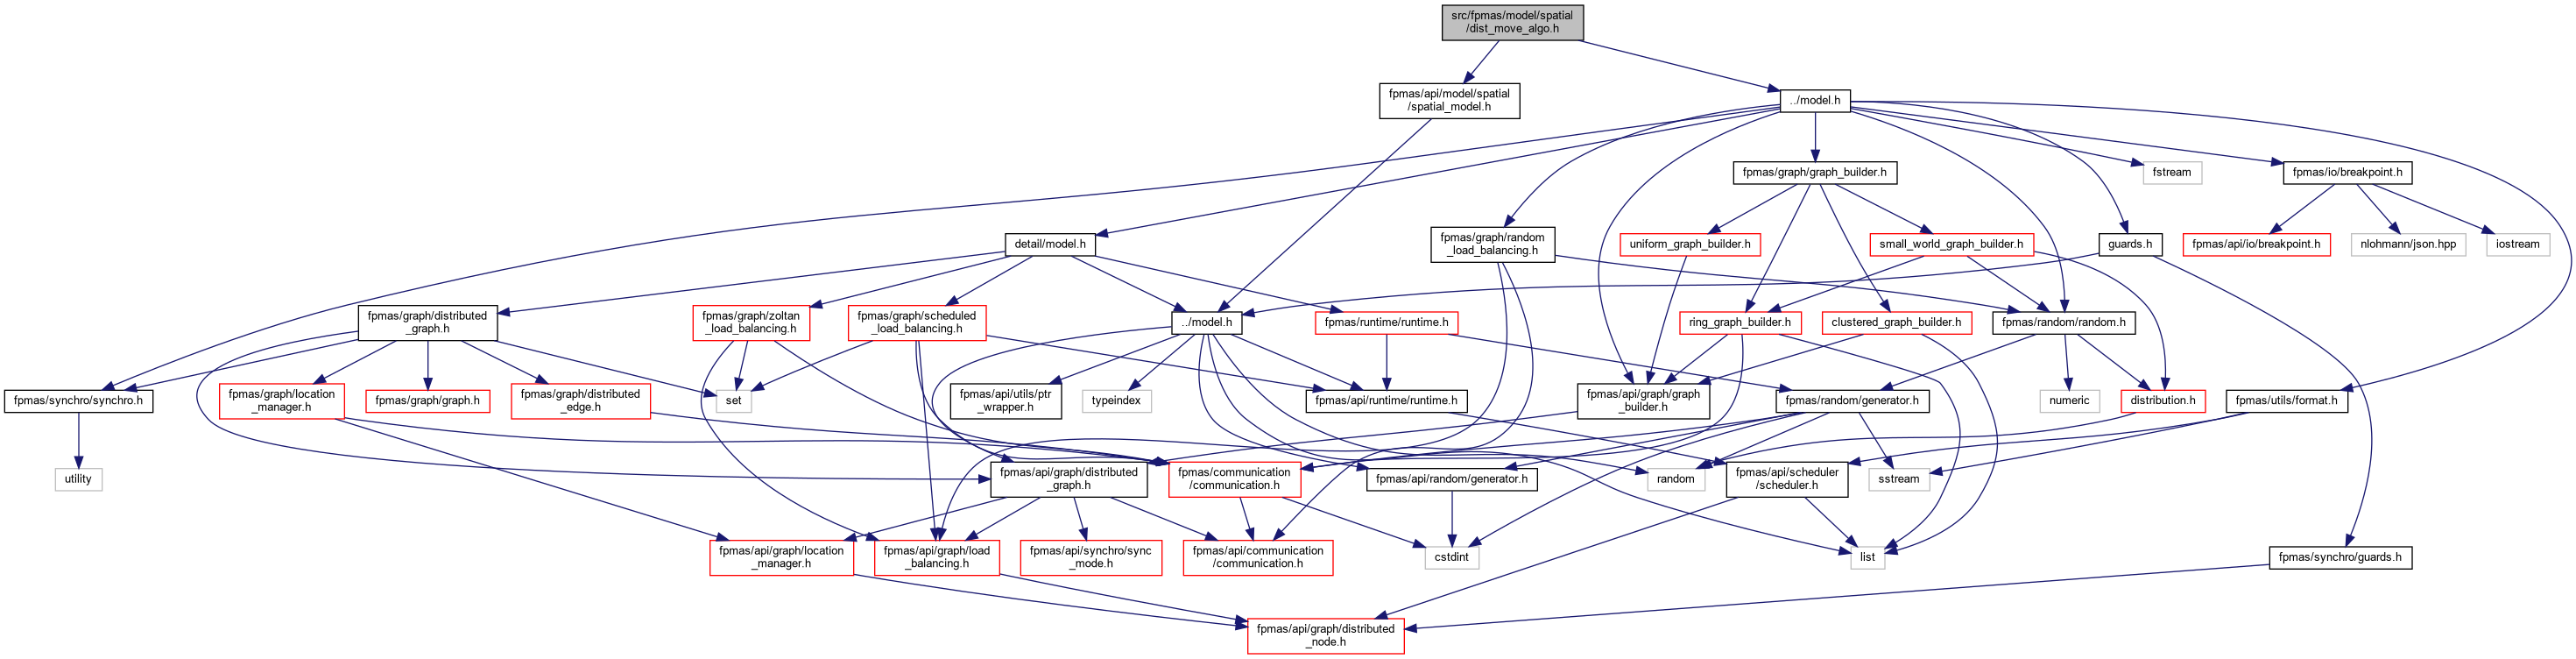 src/fpmas/model/spatial
/dist_move_algo.h
fpmas/api/model/spatial
/spatial_model.h
../model.h
fpmas/graph/graph_builder.h
fstream
fpmas/io/breakpoint.h
detail/model.h
fpmas/graph/random
_load_balancing.h
uniform_graph_builder.h
small_world_graph_builder.h
guards.h
fpmas/api/io/breakpoint.h
nlohmann/json.hpp
iostream
fpmas/graph/distributed
_graph.h
fpmas/graph/zoltan
_load_balancing.h
fpmas/graph/scheduled
_load_balancing.h
../model.h
fpmas/runtime/runtime.h
ring_graph_builder.h
clustered_graph_builder.h
fpmas/random/random.h
fpmas/synchro/synchro.h
fpmas/graph/location
_manager.h
fpmas/graph/graph.h
fpmas/graph/distributed
_edge.h
set
fpmas/api/utils/ptr
_wrapper.h
typeindex
fpmas/api/runtime/runtime.h
fpmas/api/graph/graph
_builder.h
fpmas/random/generator.h
numeric
distribution.h
fpmas/utils/format.h
utility
fpmas/api/graph/distributed
_graph.h
fpmas/communication
/communication.h
fpmas/api/random/generator.h
random
fpmas/api/scheduler
/scheduler.h
sstream
fpmas/api/graph/location
_manager.h
fpmas/api/graph/load
_balancing.h
fpmas/api/synchro/sync
_mode.h
fpmas/api/communication
/communication.h
cstdint
list
fpmas/synchro/guards.h
fpmas/api/graph/distributed
_node.h